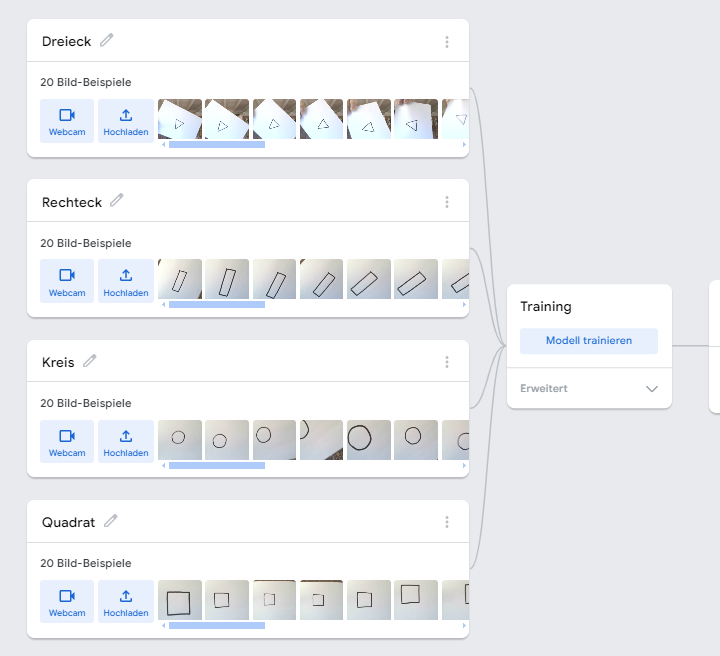 Dreieck
20 Bild-Beispiele
Webcam
Hochladen
Rechteck
20 Bild-Beispiele
Webcam
Hochladen
Kreis
20 Bild-Beispiele
Webcam
Hochladen
Quadrat
20 Bild-Beispiele
Webcam
Hochladen
Training
Modell trainieren
Erweitert